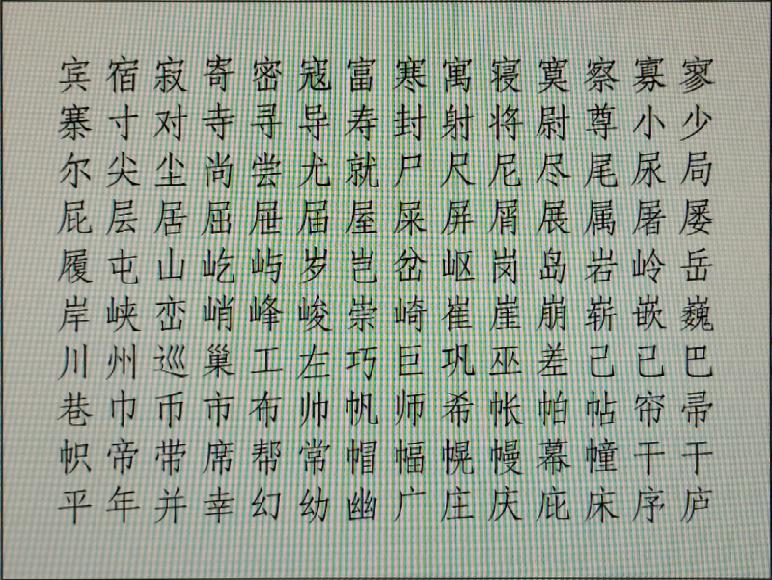 宾宿寂寄密寇富寒寓寝寞察寡寥
寨寸对寺寻导寿封射将尉尊小少
尔尖尘尚尝尤就尸尺尼尽尾尿局
屁层居屈屉届屋屎屏屑展属屠屡
履屯山屹屿岁岂岔岖岗岛岩岭岳
岸峡峦峭峰峻崇崎崔崖崩崭嵌巍
川州巡巢工左巧巨巩巫差己已巴
巷巾币市布帅帆师希帐帕帖帘帚
帜帝带席帮常帽幅幌幔幕幢干于
平年并幸幻幼幽广庄庆庇床序庐